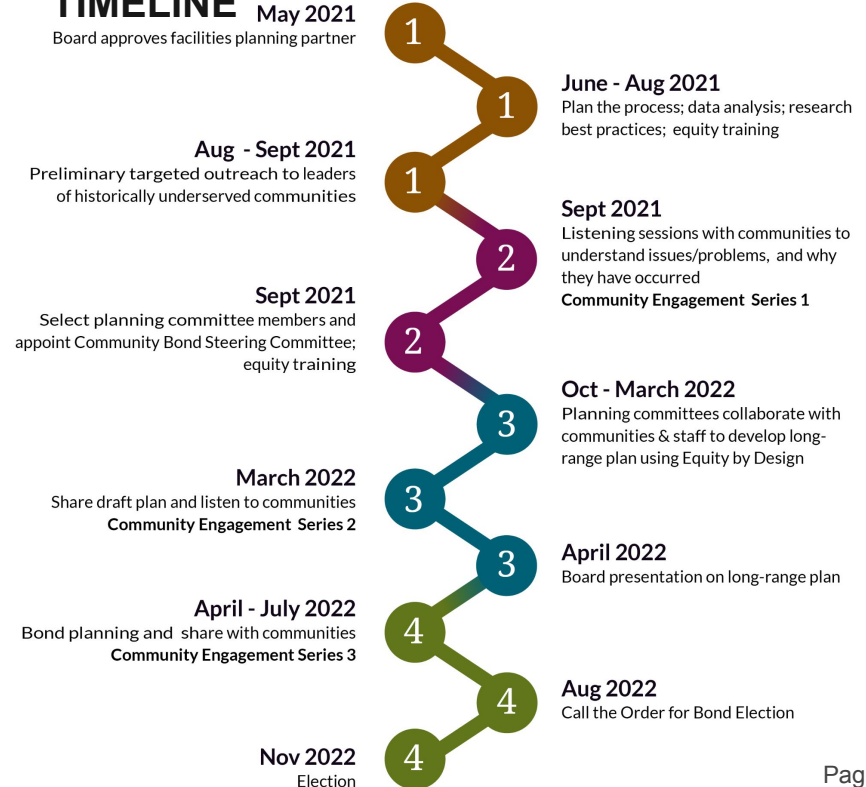 TIMELINE
May 2021
Board approves facilities planning partner
1
June - Aug 2021
Plan the process; data analysis; research
best practices; equity training
1
Aug - Sept 2021
Preliminary targeted outreach to leaders
of historically underserved communities
1
Sept 2021
Listening sessions with communities to
understand issues/problems, and why
they have occurred
Community Engagement Series 1
2
Sept 2021
Select planning committee members and
appoint Community Bond Steering Committee;
equity training
2
Oct - March 2022
Planning committees collaborate with
communities & staff to develop long-
range plan using Equity by Design
3
March 2022
Share draft plan and listen to communities
Community Engagement Series 2
3
April 2022
Board presentation on long-range plan
3
April - July 2022
Bond planning and share with communities
Community Engagement Series 3
4
Aug 2022
Call the Order for Bond Election
4
Nov 2022
Election
4
Pag